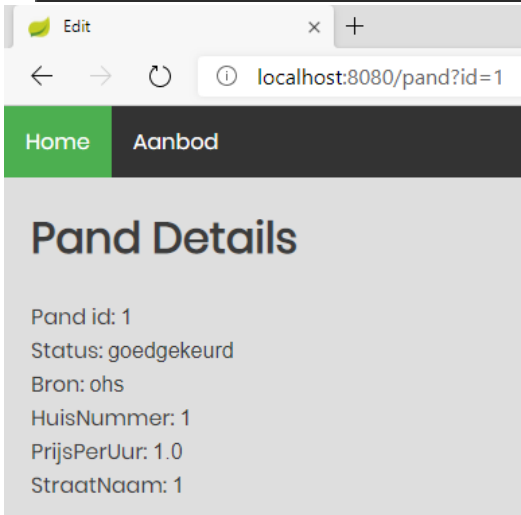 Edit
localhost:8080/pand?id=1
Home Aanbod
Pand Details
Pand id: 1
Status: goedgekeurd
Bron: ohs
HuisNummer: 1
PrijsPerUur: 1.0
StraatNaam: 1